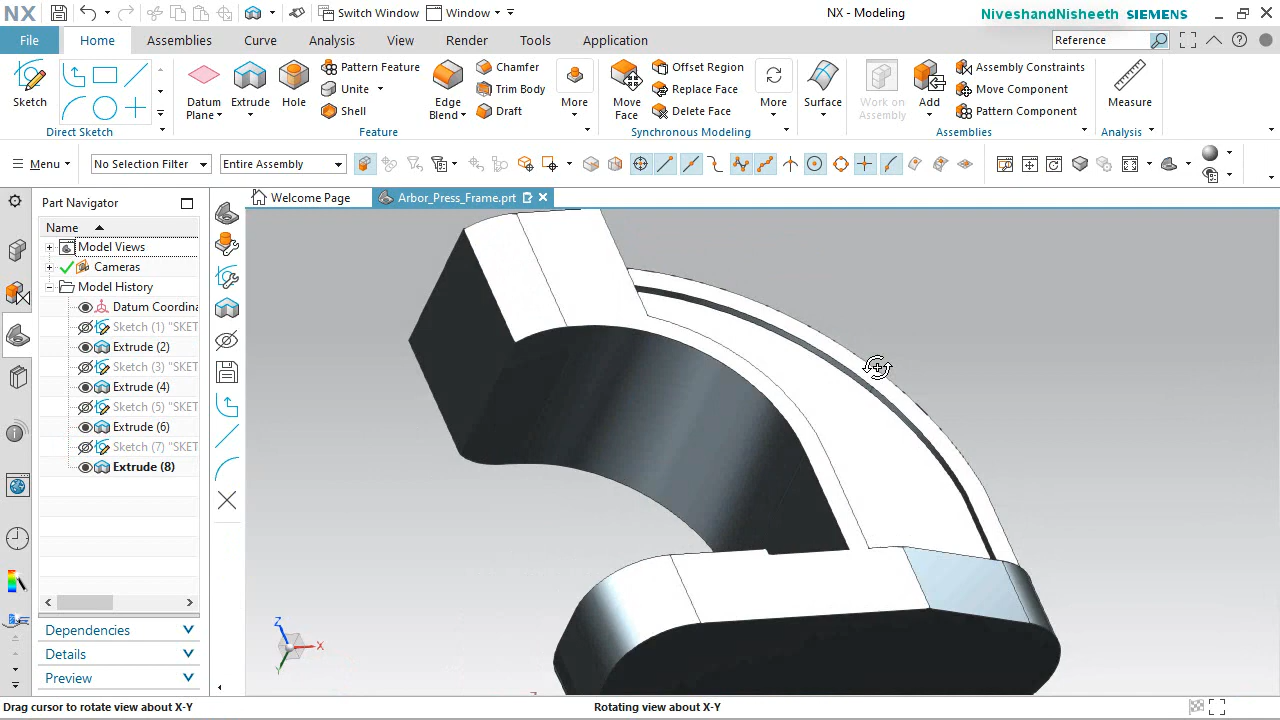 NX
Switch Window
Window
NX - Modeling
NiveshandNisheeth SIEMENS
File
Home
Assemblies
Curve
Analysis
View
Render
Tools
Application
Reference
Sketch
Direct Sketch
Datum Plane
Extrude
Hole
Pattern Feature
Unite
Shell
Edge Blend
Chamfer
Trim Body
Draft
More
Feature
Move Face
Offset Region
Replace Face
Delete Face
More
Synchronous Modeling
Surface
Work on Assembly
Add
Assembly Constraints
Move Component
Pattern Component
Assemblies
Measure
Analysis
Menu
No Selection Filter
Entire Assembly
Part Navigator
Welcome Page
Arbor_Press_Frame.prt
Name
Model Views
Cameras
Model History
Datum Coordina
Sketch (1) "SKET
Extrude (2)
Sketch (3) "SKET
Extrude (4)
Sketch (5) "SKET
Extrude (6)
Sketch (7) "SKET
Extrude (8)
Dependencies
Details
Preview
Z
X
Y
Drag cursor to rotate view about X-Y
Rotating view about X-Y